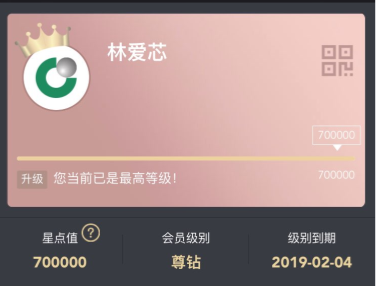 林爱芯
700000
升级 您当前已是最高等级！ 700000
星点值 ? 会员级别 级别到期
700000 尊钻 2019-02-04